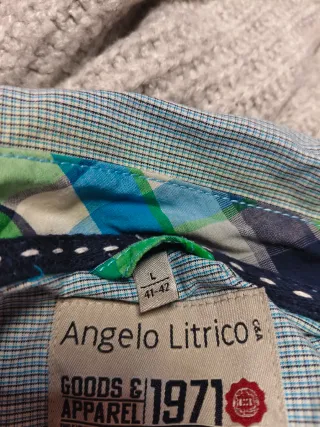 L
41-42
Angelo Litrico
C&A
GOODS &
APPAREL
1971